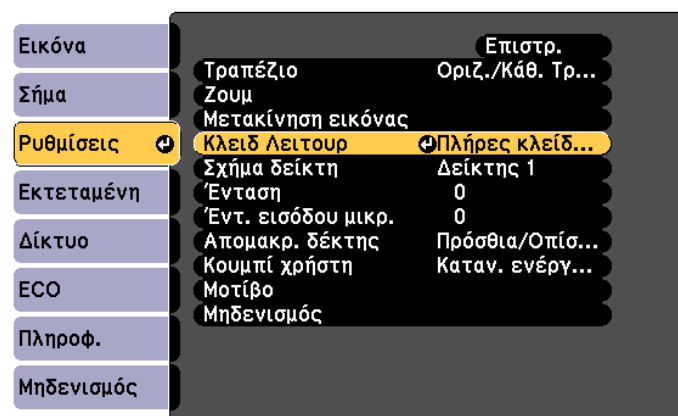 Εικόνα
Σήμα
Ρυθμίσεις
Εκτεταμένη
Δίκτυο
ECO
Πληροφ.
Μηδενισμός
Επιστρ.
Τραπέζιο Οριζ./Κάθ. Τρ...
Ζουμ
Μετακίνηση εικόνας
Κλειδ Λειτουρ Πλήρες κλείδ...
Σχήμα δείκτη Δείκτης 1
Ένταση 0
Έντ. εισόδου μικρ. 0
Απομακρ. δέκτης Πρόσθια/Οπίσ...
Κουμπί χρήστη Καταν. ενέργ...
Μοτίβο
Μηδενισμός